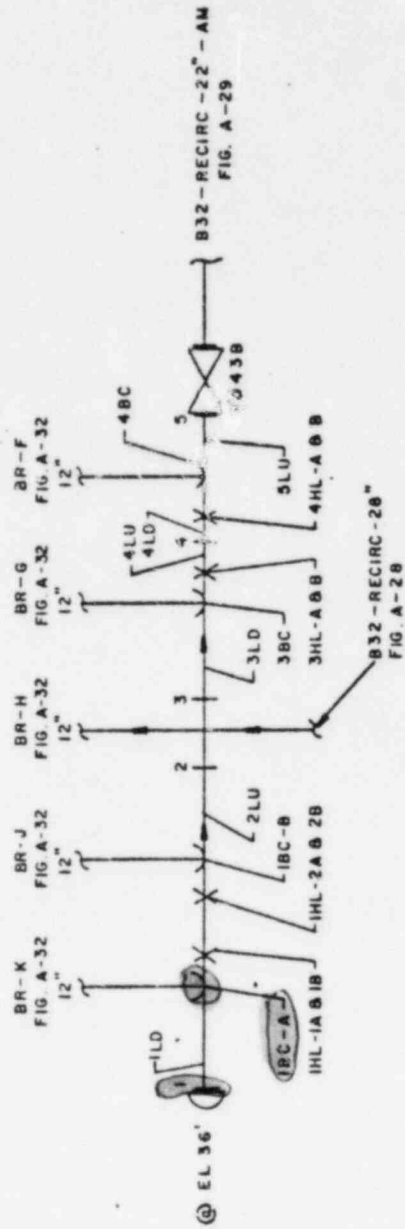 BR-K
FIG. A-32
12"
BR-J
FIG. A-32
12"
BR-H
FIG. A-32
12"
BR-G
FIG. A-32
12"
BR-F
FIG. A-32
12"
4BC
4LU
4LD
1LD
1
2
3
4
5
@ EL 36'
B32-RECIRC-22"-AM
FIG. A-29
1BC-A
1HL-1A & 1B
1HL-2A & 2B
1BC-B
2LU
3LD
3BC
3HL-A & B
4HL-A & B
5LU
B32-RECIRC-28"
FIG. A-28